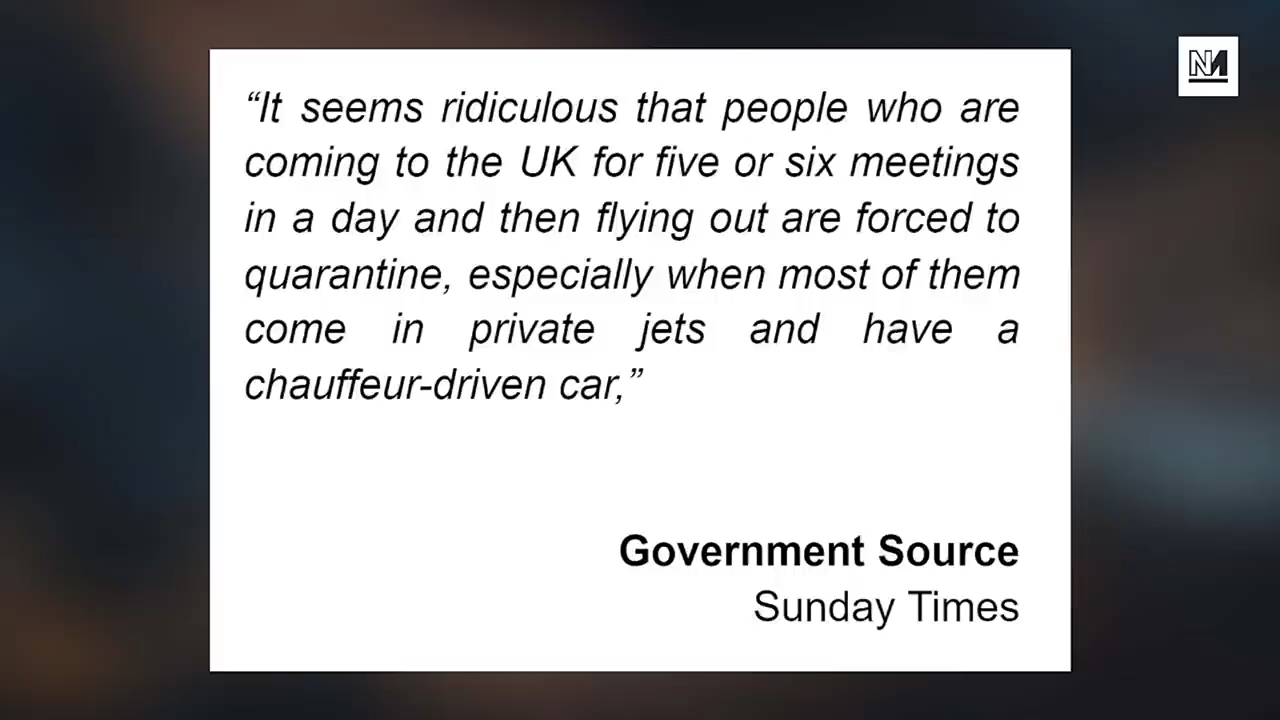 “It seems ridiculous that people who are
coming to the UK for five or six meetings
in a day and then flying out are forced to
quarantine, especially when most of them
come in private jets and have a
chauffeur-driven car,”
Government Source
Sunday Times
NM